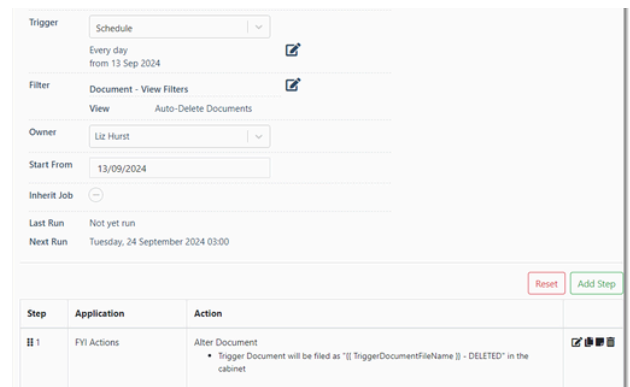 Trigger Schedule
Every day
from 13 Sep 2024
Filter Document - View Filters
View Auto-Delete Documents
Owner Liz Hurst
Start From 13/09/2024
Inherit Job
Last Run Not yet run
Next Run Tuesday, 24 September 2024 03:00
Reset Add Step
Step Application Action
1 FYI Actions Alter Document
Trigger Document will be filed as "{{ TriggerDocumentFileName }} - DELETED" in the
cabinet